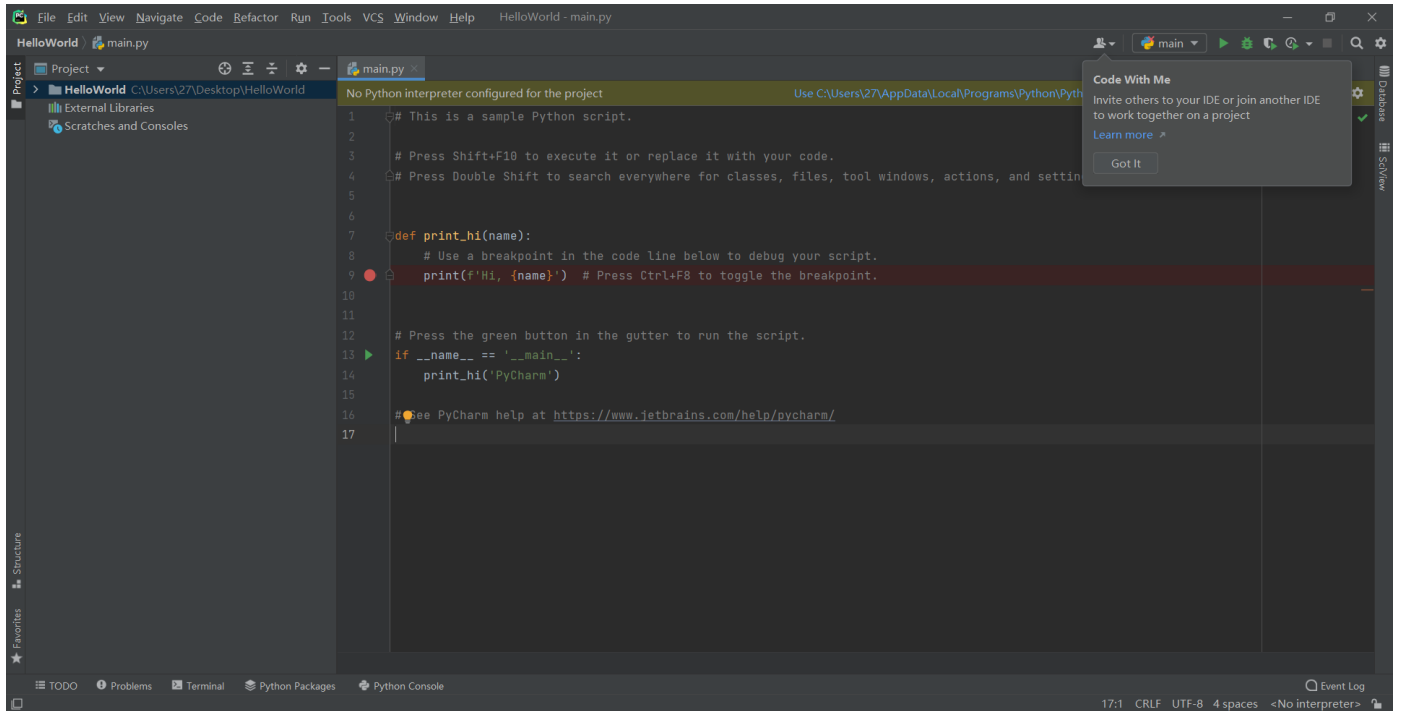 File Edit View Navigate Code Refactor Run Tools VCS Window Help HelloWorld - main.py
HelloWorld main.py main
Project main.py
HelloWorld C:\Users\27\Desktop\HelloWorld
External Libraries
Scratches and Consoles
No Python interpreter configured for the project Use C:\Users\27\AppData\Local\Programs\Python\Pyth
Code With Me
Invite others to your IDE or join another IDE
to work together on a project
Learn more
Got It
1 # This is a sample Python script.
2
3 # Press Shift+F10 to execute it or replace it with your code.
4 # Press Double Shift to search everywhere for classes, files, tool windows, actions, and settin
5
6
7 def print_hi(name):
8 # Use a breakpoint in the code line below to debug your script.
9 print(f'Hi, {name}') # Press Ctrl+F8 to toggle the breakpoint.
10
11
12 # Press the green button in the gutter to run the script.
13 if __name__ == '__main__':
14 print_hi('PyCharm')
15
16 # See PyCharm help at https://www.jetbrains.com/help/pycharm/
17
Project
Structure
Favorites
Database
SciView
TODO Problems Terminal Python Packages Python Console Event Log
17:1 CRLF UTF-8 4 spaces <No interpreter>